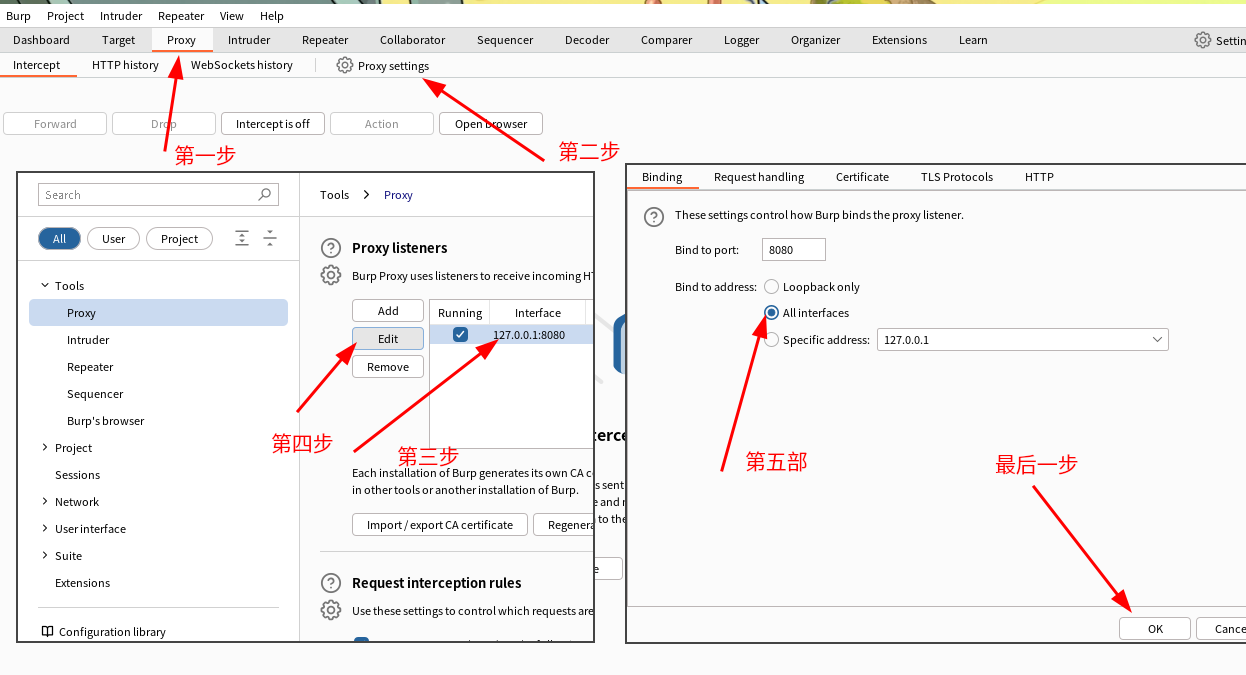 Burp Project Intruder Repeater View Help
Dashboard Target Proxy Intruder Repeater Collaborator Sequencer Decoder Comparer Logger Organizer Extensions Learn Settin
Intercept HTTP history WebSockets history Proxy settings
Forward Drop Intercept is off Action Open browser
第一步
第二步
Search
All User Project
Tools
Proxy
Intruder
Repeater
Sequencer
Burp's browser
Project
Sessions
Network
User interface
Suite
Extensions
Configuration library
Tools > Proxy
Proxy listeners
Burp Proxy uses listeners to receive incoming HT
Add
Edit
Remove
Running Interface
127.0.0.1:8080
第四步
第三步
Each installation of Burp generates its own CA c
in other tools or another installation of Burp.
Import / export CA certificate Regenera
Request interception rules
Use these settings to control which requests are
terce
s sent
e and r
to the
e
Binding Request handling Certificate TLS Protocols HTTP
These settings control how Burp binds the proxy listener.
Bind to port: 8080
Bind to address: Loopback only
All interfaces
Specific address: 127.0.0.1
第五部
最后一步
OK Cance